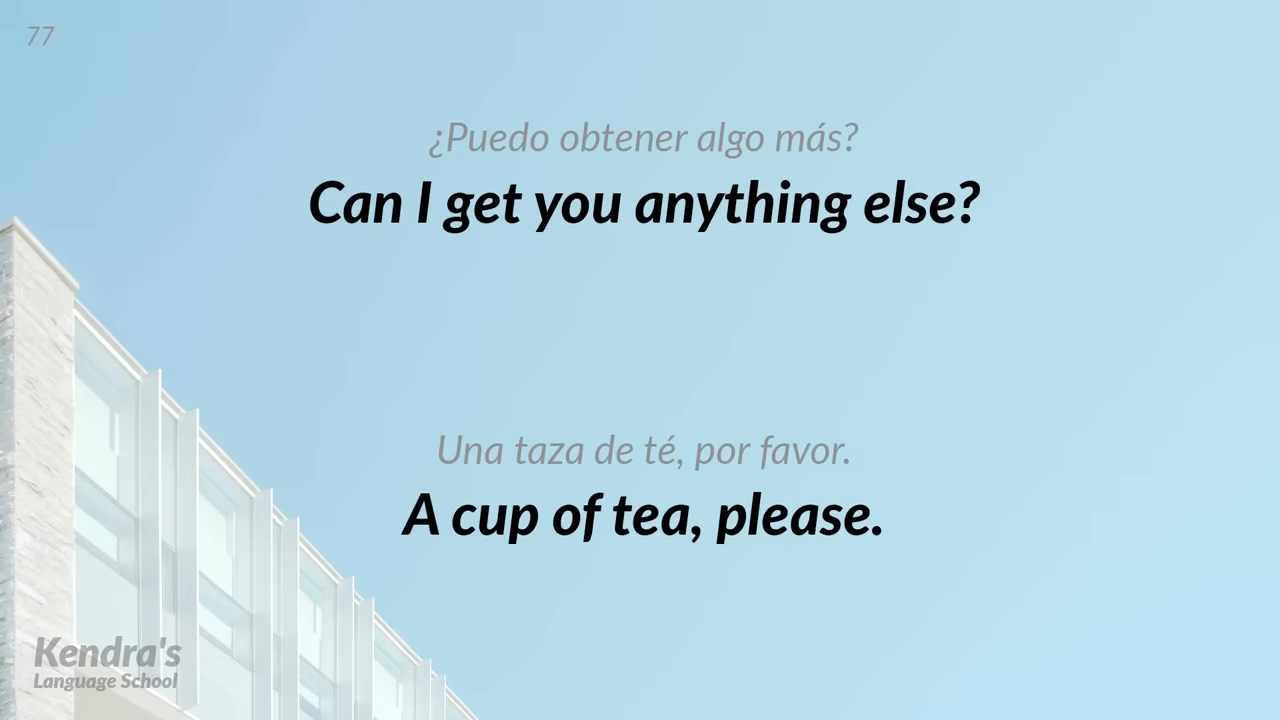 77
¿Puedo obtener algo más?
Can I get you anything else?
Una taza de té, por favor.
A cup of tea, please.
Kendra's
Language School